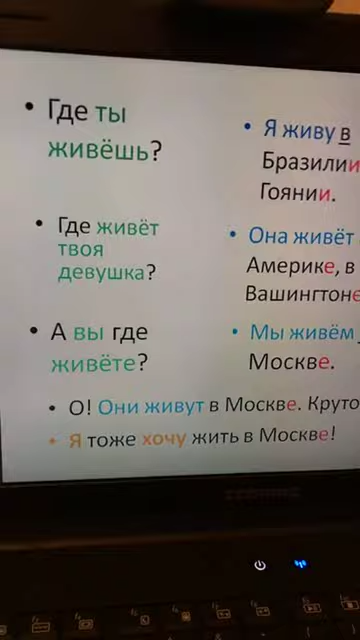 Где ты
живёшь?
Я живу в
Бразилии
Гоянии.
Где живёт
твоя
девушка?
Она живёт
Америке, в
Вашингтоне
А вы где
живёте?
Мы живём
Москве.
О! Они живут в Москве. Круто
Я тоже хочу жить в Москве!